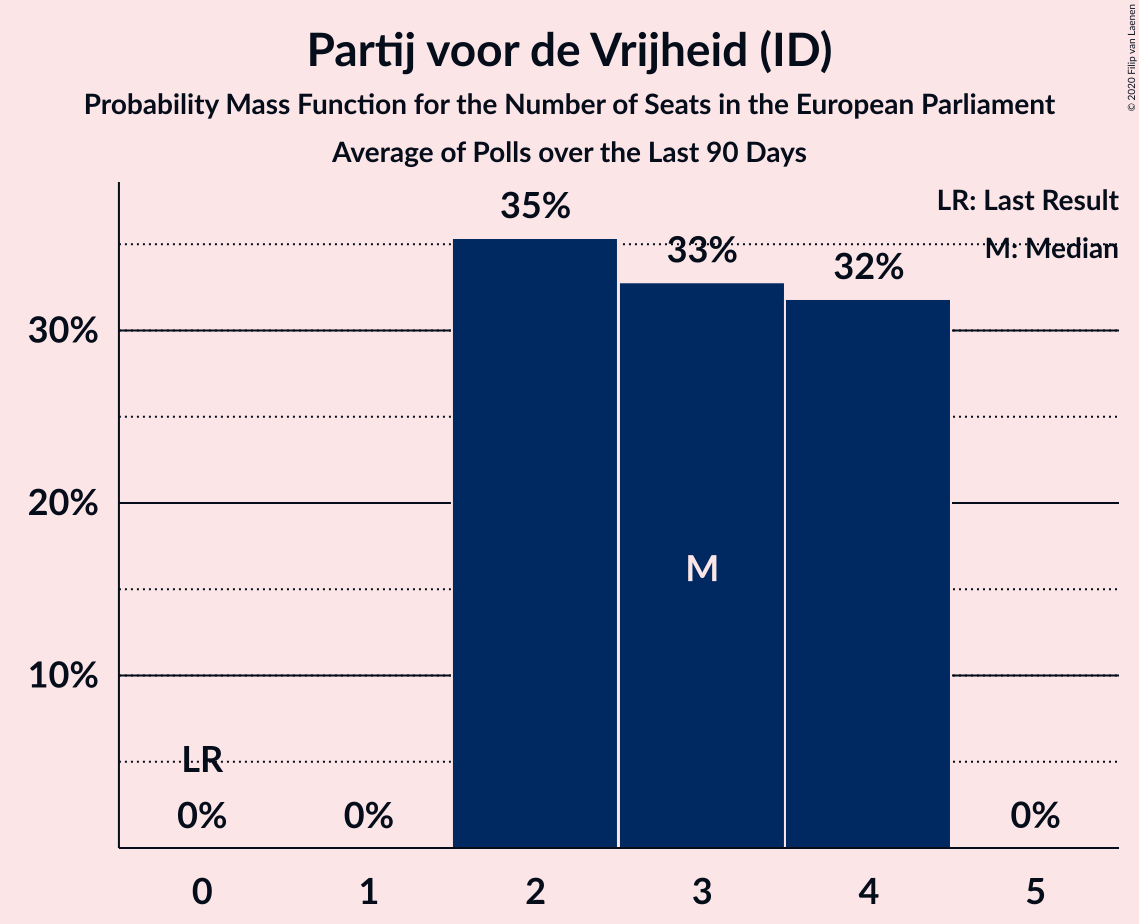 Partij voor de Vrijheid (ID)
Probability Mass Function for the Number of Seats in the European Parliament
Average of Polls over the Last 90 Days
© 2020 Filip van Laenen
LR: Last Result
M: Median
35%
33%
32%
30%
20%
M
10%
LR
0%
0%
0%
0
1
2
3
4
5